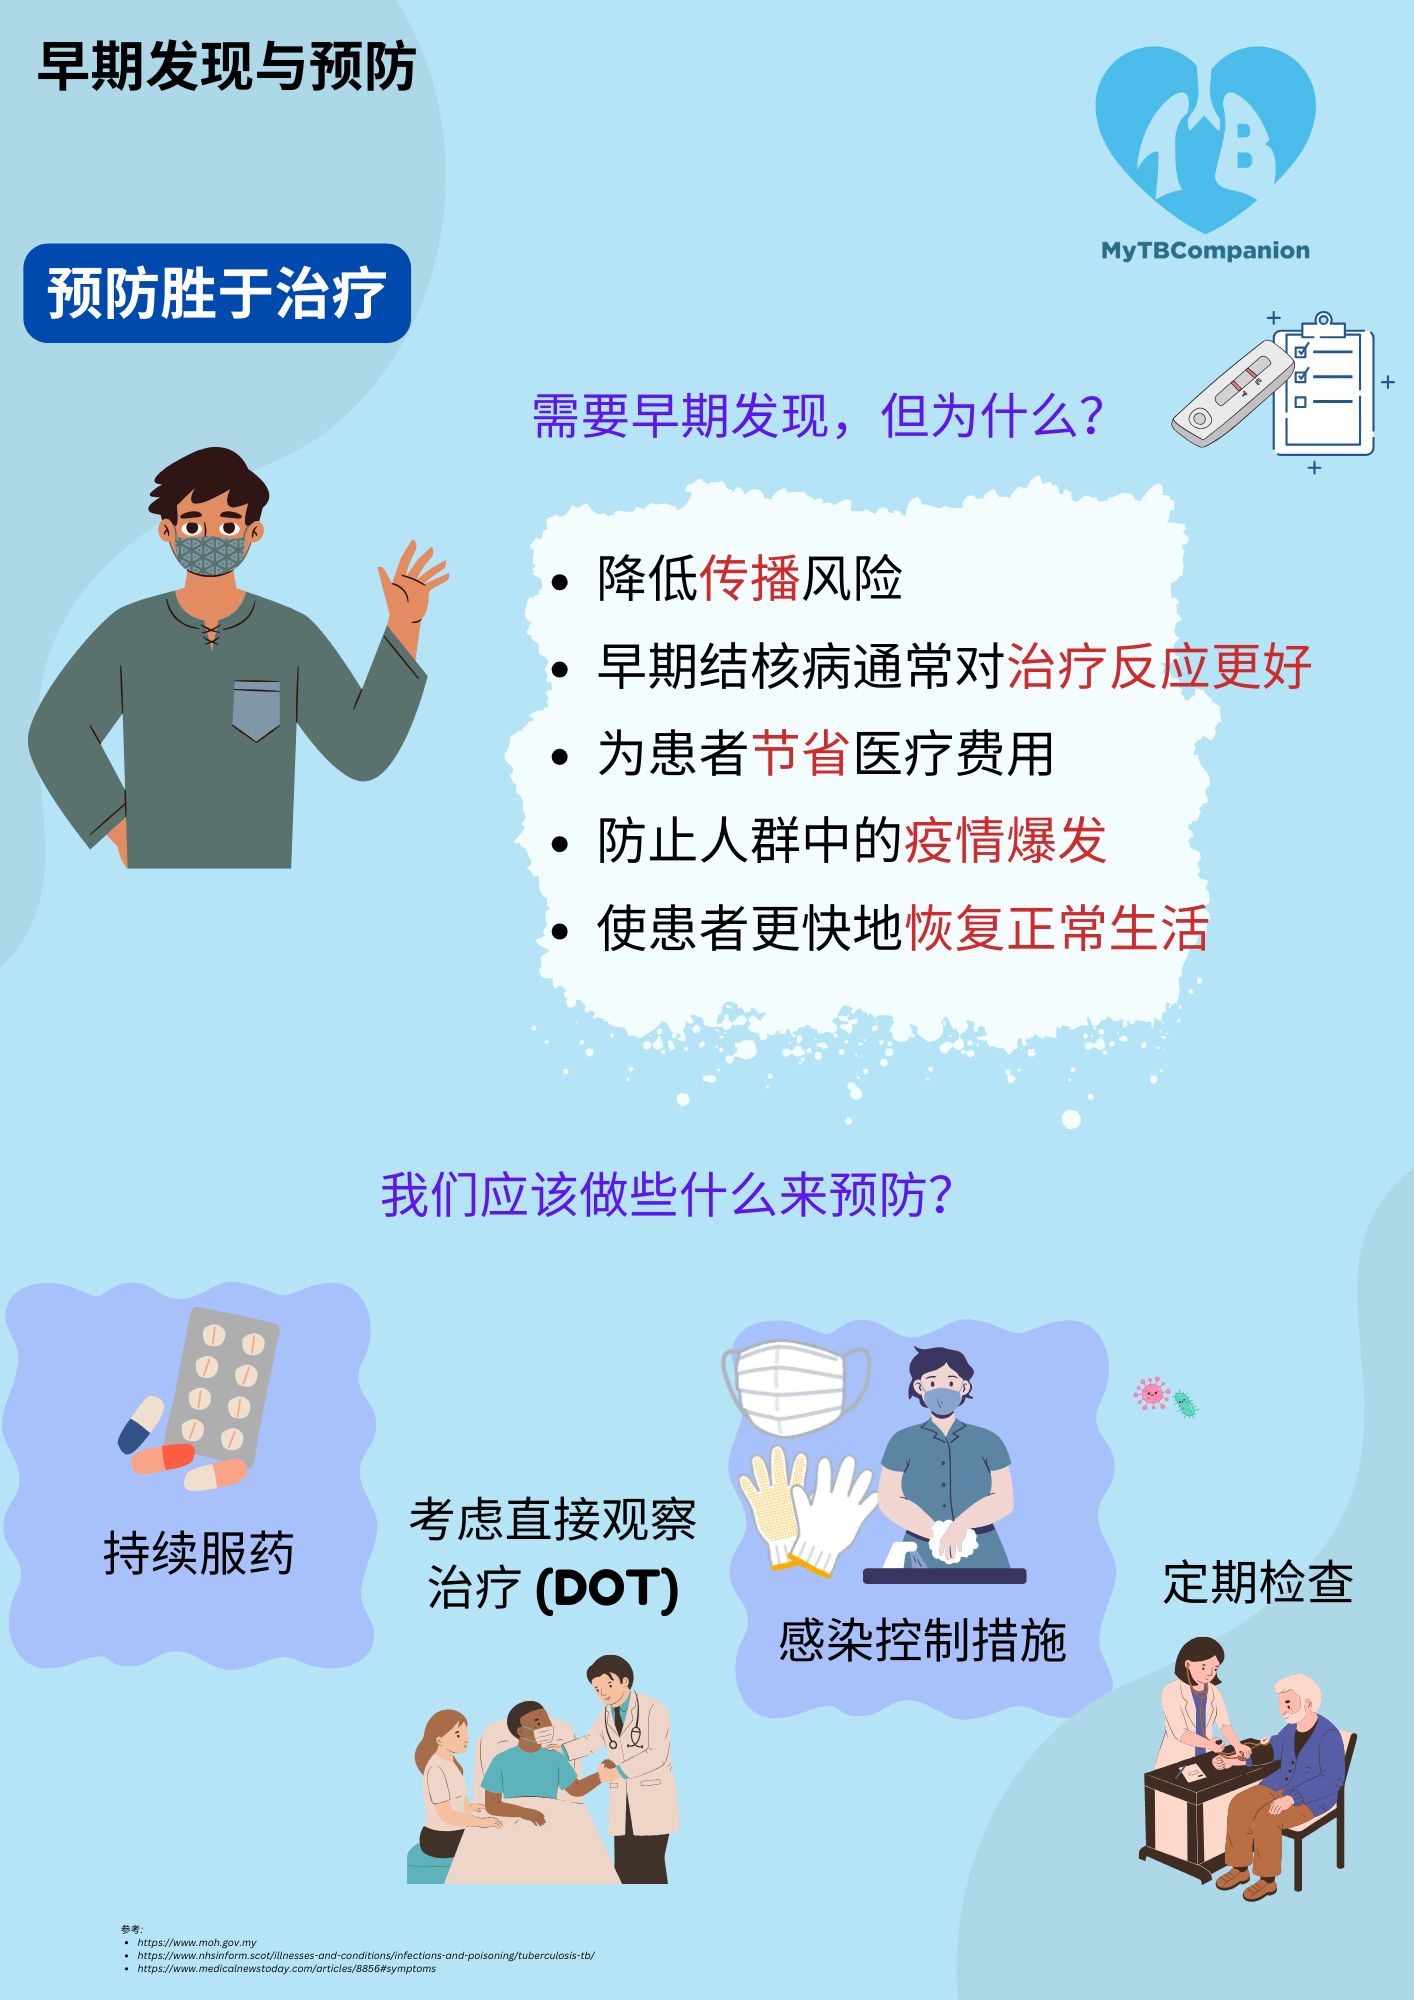 早期发现与预防
TB
MyTBCompanion
预防胜于治疗
需要早期发现，但为什么？
• 降低传播风险
• 早期结核病通常对治疗反应更好
• 为患者节省医疗费用
• 防止人群中的疫情爆发
• 使患者更快地恢复正常生活
我们应该做些什么来预防？
持续服药
考虑直接观察
治疗 (DOT)
感染控制措施
定期检查
参考:
• https://www.moh.gov.my
• https://www.nhsinform.scot/illnesses-and-conditions/infections-and-poisoning/tuberculosis-tb/
• https://www.medicalnewstoday.com/articles/8856#symptoms